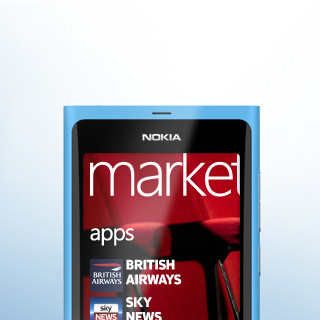 NOKIA
market
apps
BRITISH AIRWAYS
BRITISH
AIRWAYS
sky
NEWS
SKY
NEWS